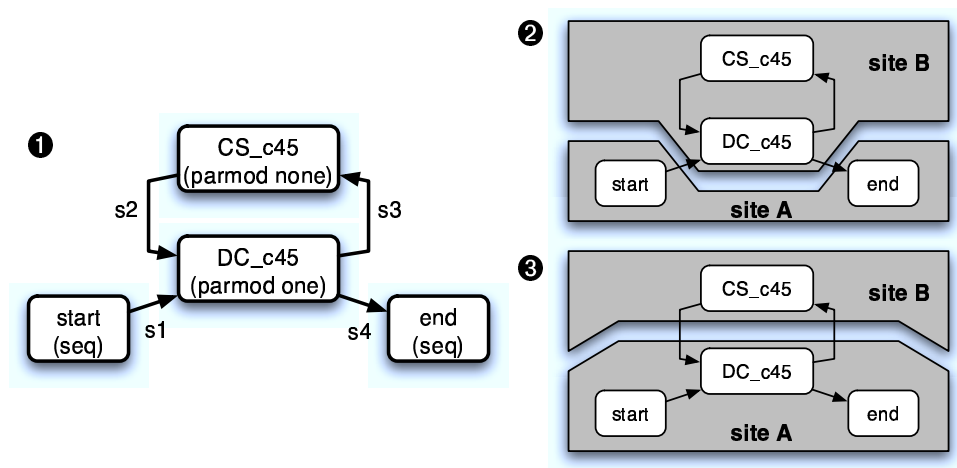 ❶
CS_c45
(parmod none)
s2
s3
DC_c45
(parmod one)
start
(seq)
s1
s4
end
(seq)
❷
CS_c45
site B
DC_c45
start
end
site A
❸
CS_c45
site B
DC_c45
start
end
site A